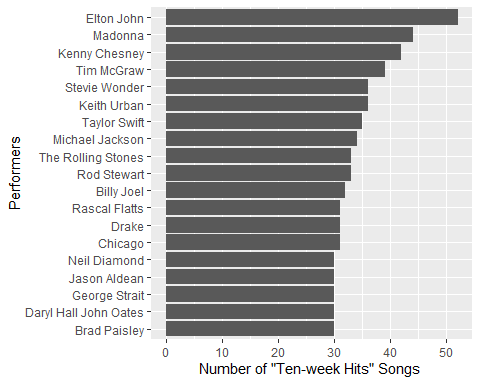 Performers
Elton John
Madonna
Kenny Chesney
Tim McGraw
Stevie Wonder
Keith Urban
Taylor Swift
Michael Jackson
The Rolling Stones
Rod Stewart
Billy Joel
Rascal Flatts
Drake
Chicago
Neil Diamond
Jason Aldean
George Strait
Daryl Hall John Oates
Brad Paisley
0 10 20 30 40 50
Number of "Ten-week Hits" Songs